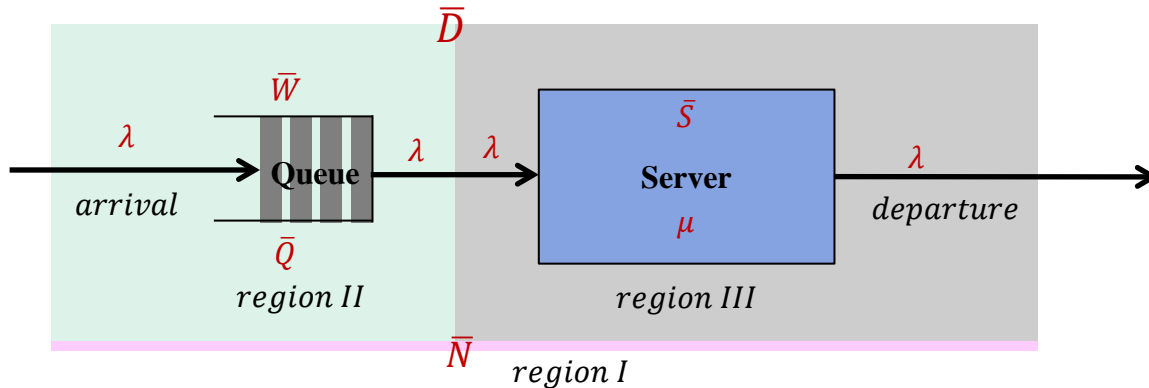 D̅
W̅
S̅
λ
λ
λ
λ
Queue
Server
arrival
departure
μ
Q̅
region II
region III
N̅
region I